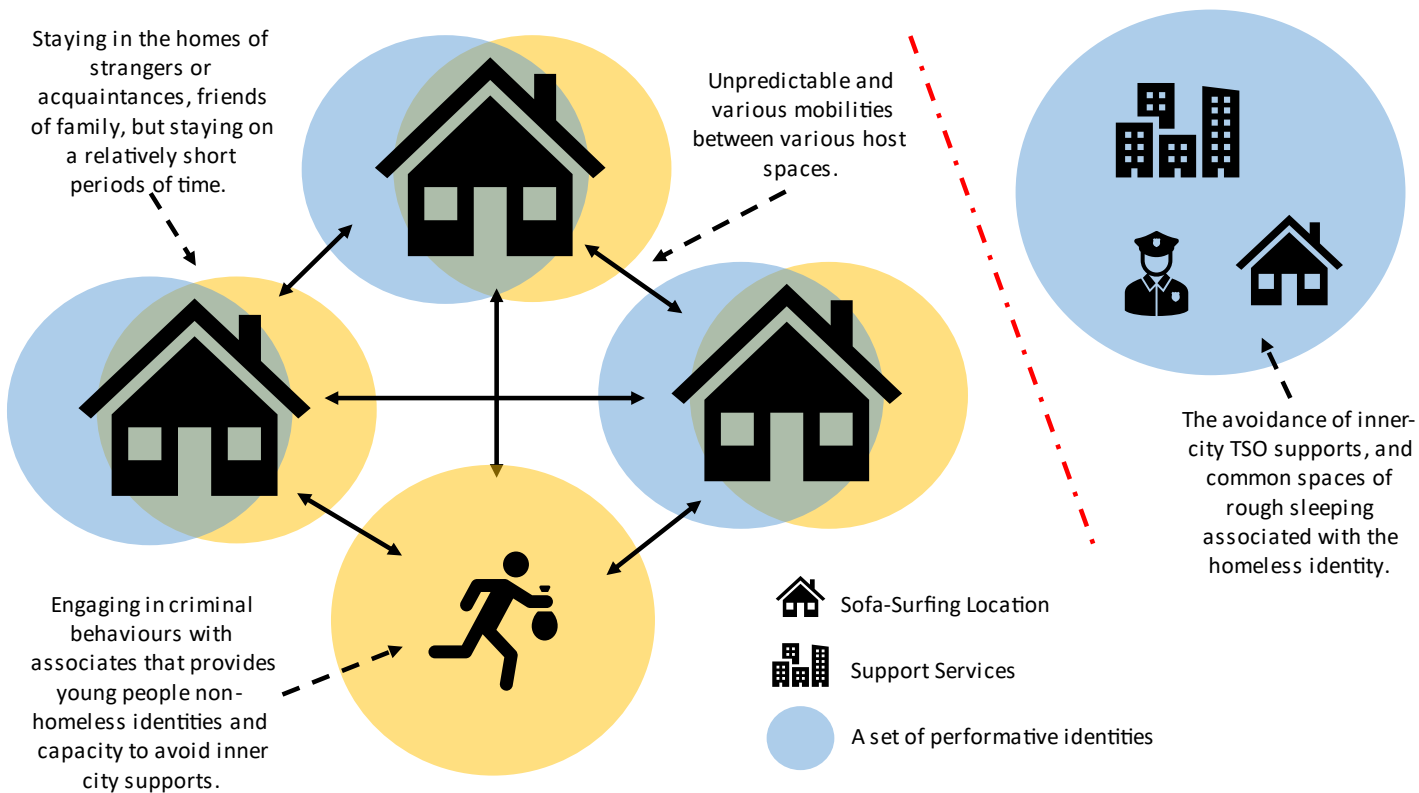 Staying in the homes of
strangers or
acquaintances, friends
of family, but staying on
a relatively short
periods of time.
Unpredictable and
various mobilities
between various host
spaces.
The avoidance of inner-
city TSO supports, and
common spaces of
rough sleeping
associated with the
homeless identity.
Engaging in criminal
behaviours with
associates that provides
young people non-
homeless identities and
capacity to avoid inner
city supports.
Sofa-Surfing Location
Support Services
A set of performative identities